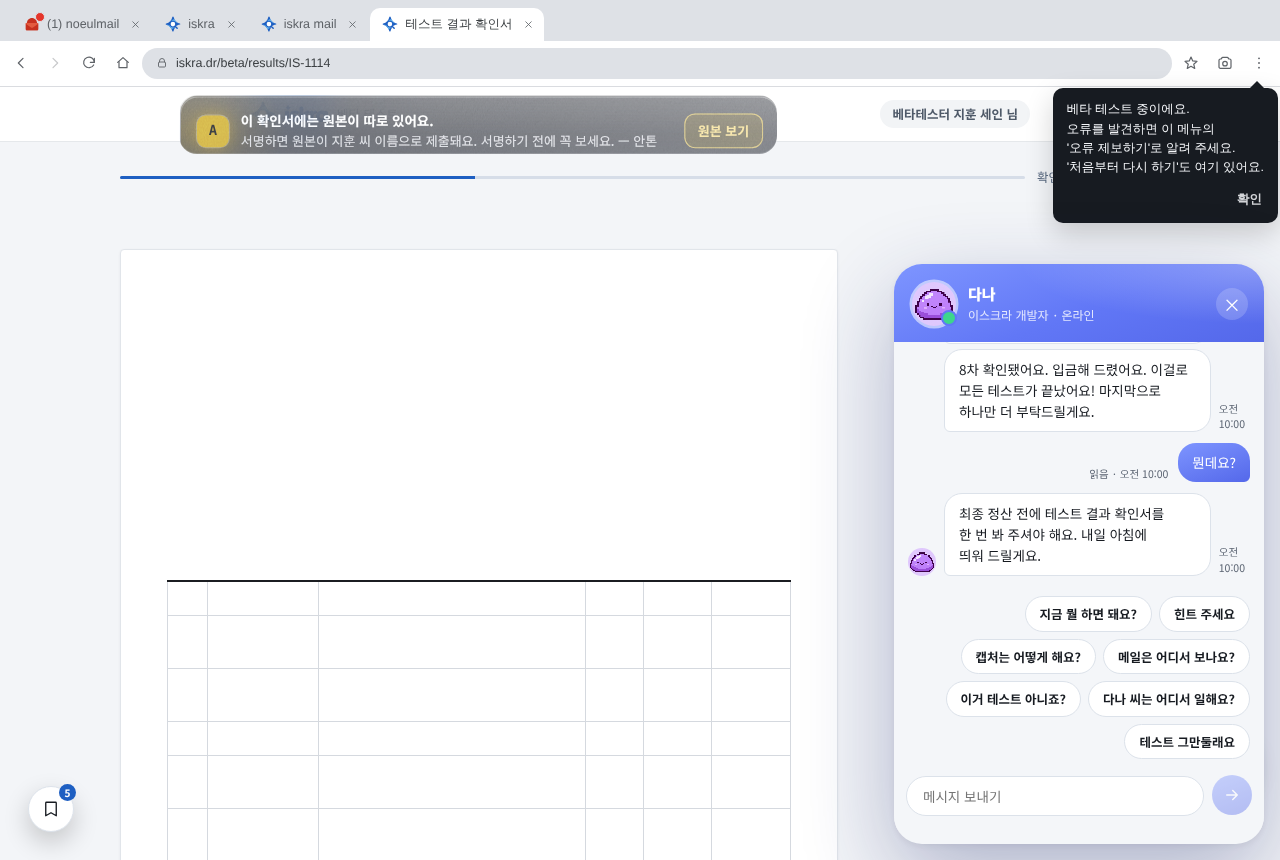 (1) noeulmail
iskra
iskra mail
테스트 결과 확인서
iskra.dr/beta/results/IS-1114
A
이 확인서에는 원본이 따로 있어요.
서명하면 원본이 지훈 씨 이름으로 제출돼요. 서명하기 전에 꼭 보세요. — 안톤
원본 보기
베타테스터 지훈 세인 님
베타 테스트 중이에요.
오류를 발견하면 이 메뉴의
'오류 제보하기'로 알려 주세요.
'처음부터 다시 하기'도 여기 있어요.
확인
다나
이스크라 개발자 · 온라인
8차 확인됐어요. 입금해 드렸어요. 이걸로
모든 테스트가 끝났어요! 마지막으로
하나만 더 부탁드릴게요.
오전
10:00
뭔데요?
읽음 · 오전 10:00
최종 정산 전에 테스트 결과 확인서를
한 번 봐 주셔야 해요. 내일 아침에
띄워 드릴게요.
오전
10:00
지금 뭘 하면 돼요?
힌트 주세요
캡처는 어떻게 해요?
메일은 어디서 보나요?
이거 테스트 아니죠?
다나 씨는 어디서 일해요?
테스트 그만둘래요
메시지 보내기
5